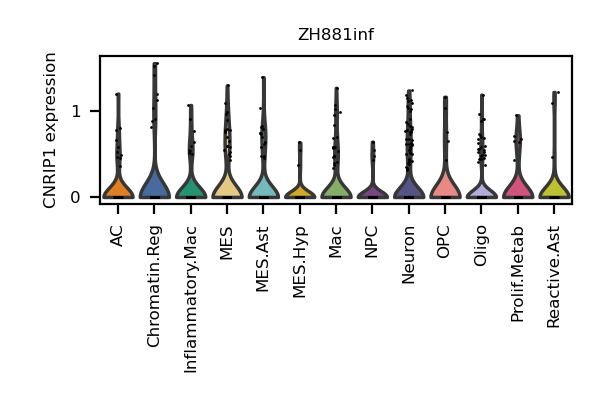 ZH881inf
CNRIP1 expression
1
0
AC
Chromatin.Reg
Inflammatory.Mac
MES
MES.Ast
MES.Hyp
Mac
NPC
Neuron
OPC
Oligo
Prolif.Metab
Reactive.Ast